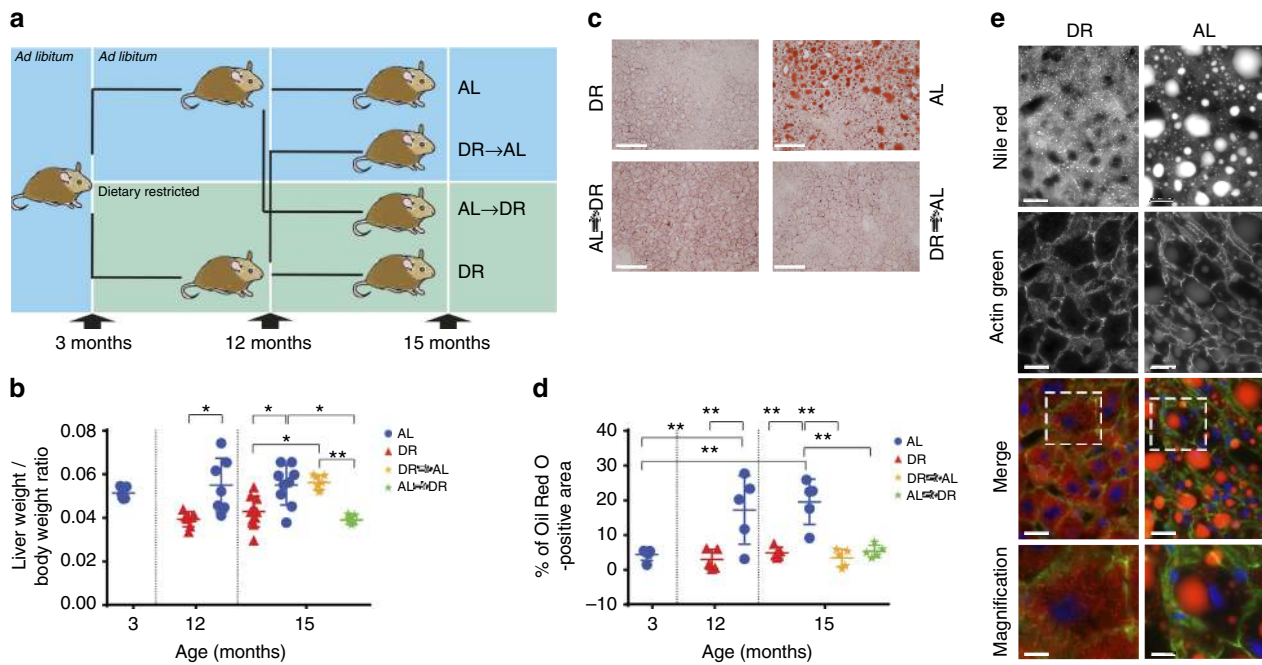 a
Ad libitum
Ad libitum
AL
DR→AL
Dietary restricted
AL→DR
DR
3 months
12 months
15 months
b
Liver weight /
body weight ratio
0.08
0.06
0.04
0.02
0.00
*
*
*
*
**
3
12
15
Age (months)
AL
DR
DR AL
AL DR
c
DR
AL
AL DR
DR AL
d
% of Oil Red O
-positive area
40
30
20
10
0
−10
**
**
**
**
**
**
3
12
15
Age (months)
AL
DR
DR AL
AL DR
e
DR
AL
Nile red
Actin green
Merge
Magnification